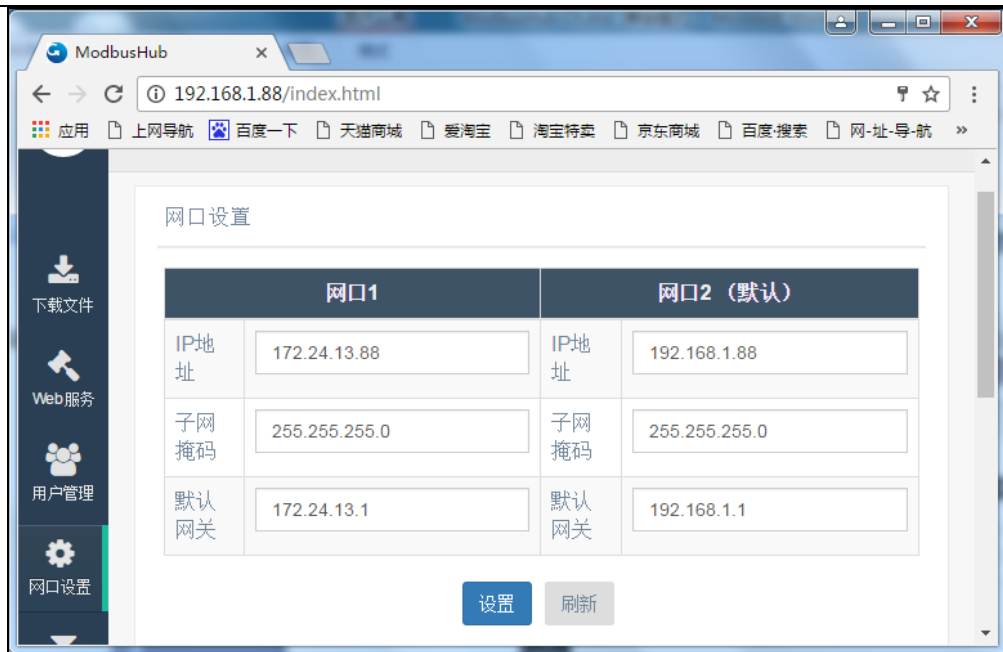 ModbusHub
192.168.1.88/index.html
应用 上网导航 百度一下 天猫商城 爱淘宝 淘宝特卖 京东商城 百度·搜索 网-址-导-航 »
网口设置
下载文件
Web服务
用户管理
网口设置
网口1 网口2（默认）
IP地
址
172.24.13.88
IP地
址
192.168.1.88
子网
掩码
255.255.255.0
子网
掩码
255.255.255.0
默认
网关
172.24.13.1
默认
网关
192.168.1.1
设置 刷新